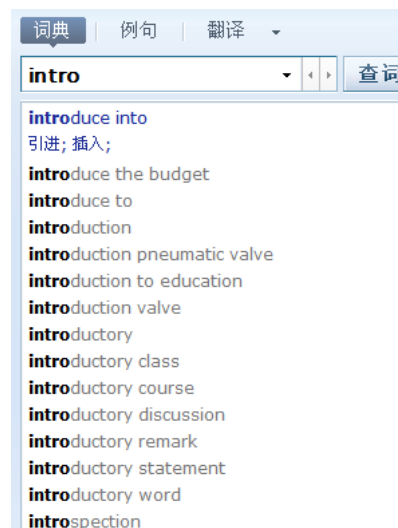 词典 例句 翻译
intro 查词
introduce into
引进; 插入;
introduce the budget
introduce to
introduction
introduction pneumatic valve
introduction to education
introduction valve
introductory
introductory class
introductory course
introductory discussion
introductory remark
introductory statement
introductory word
introspection